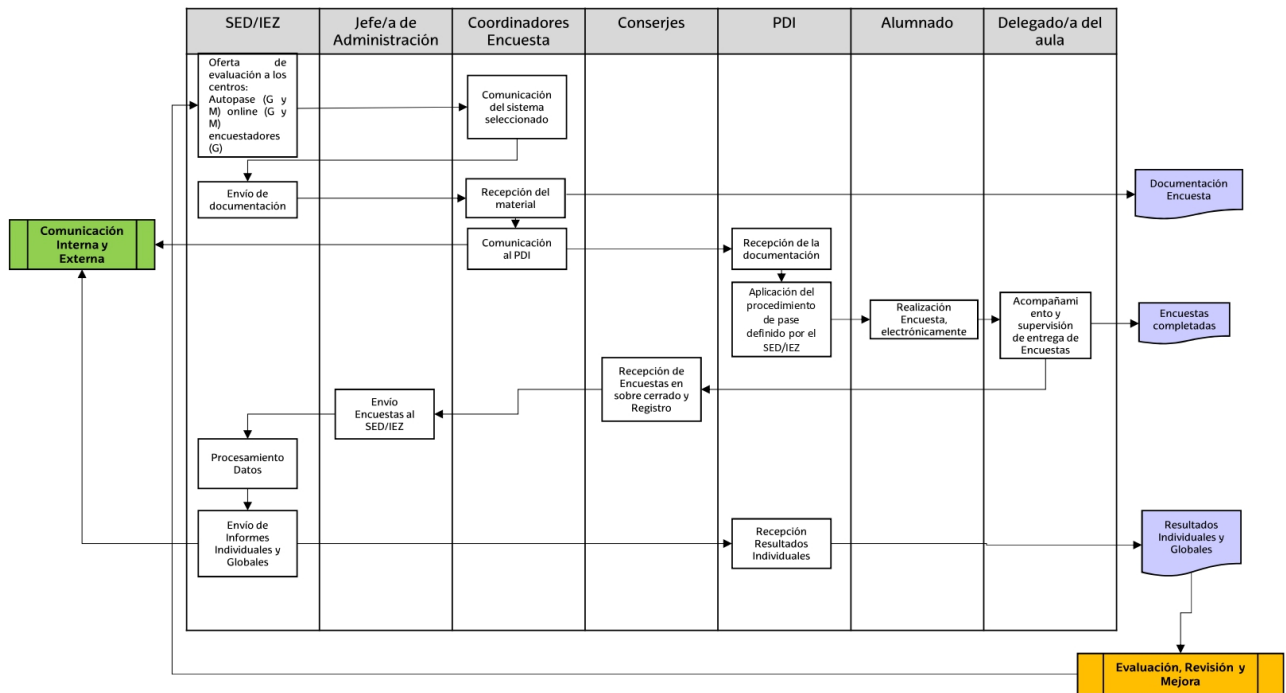 SED/IEZ
Jefe/a de
Administración
Coordinadores
Encuesta
Conserjes
PDI
Alumnado
Delegado/a del
aula
Oferta de
evaluación a los
centros:
Autopase (G y
M) online (G y
M)
encuestadores
(G)
Comunicación
del sistema
seleccionado
Envío de
documentación
Recepción del
material
Documentación
Encuesta
Comunicación
Interna y
Externa
Comunicación
al PDI
Recepción de la
documentación
Aplicación del
procedimiento
de pase
definido por el
SED/IEZ
Realización
Encuesta,
electrónicamente
Acompañami
ento y
supervisión
de entrega de
Encuestas
Encuestas
completadas
Recepción de
Encuestas en
sobre cerrado y
Registro
Envío
Encuestas al
SED/IEZ
Procesamiento
Datos
Envío de
Informes
Individuales y
Globales
Recepción
Resultados
Individuales
Resultados
Individuales y
Globales
Evaluación, Revisión y
Mejora